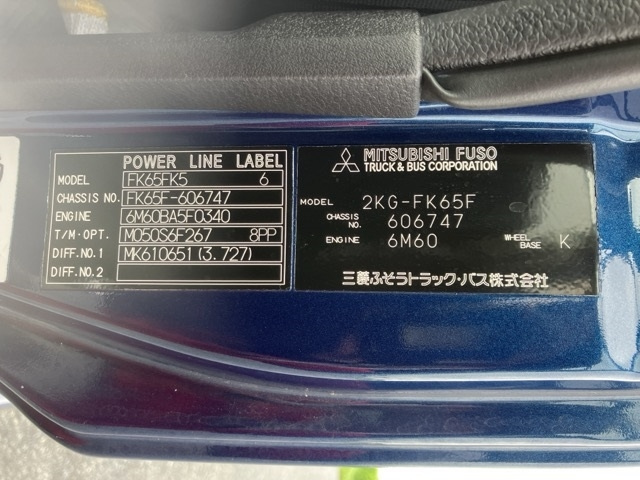 POWER LINE LABEL
MODEL FK65FK5 6
CHASSIS NO. FK65F-606747
ENGINE 6M60BA5F0340
T/M・OPT. M050S6F267 8PP
DIFF.NO.1 MK610651 (3.727)
DIFF.NO.2
MITSUBISHI FUSO
TRUCK & BUS CORPORATION
MODEL 2KG-FK65F
CHASSIS NO. 606747
ENGINE 6M60 WHEEL BASE K
三菱ふそうトラック・バス株式会社